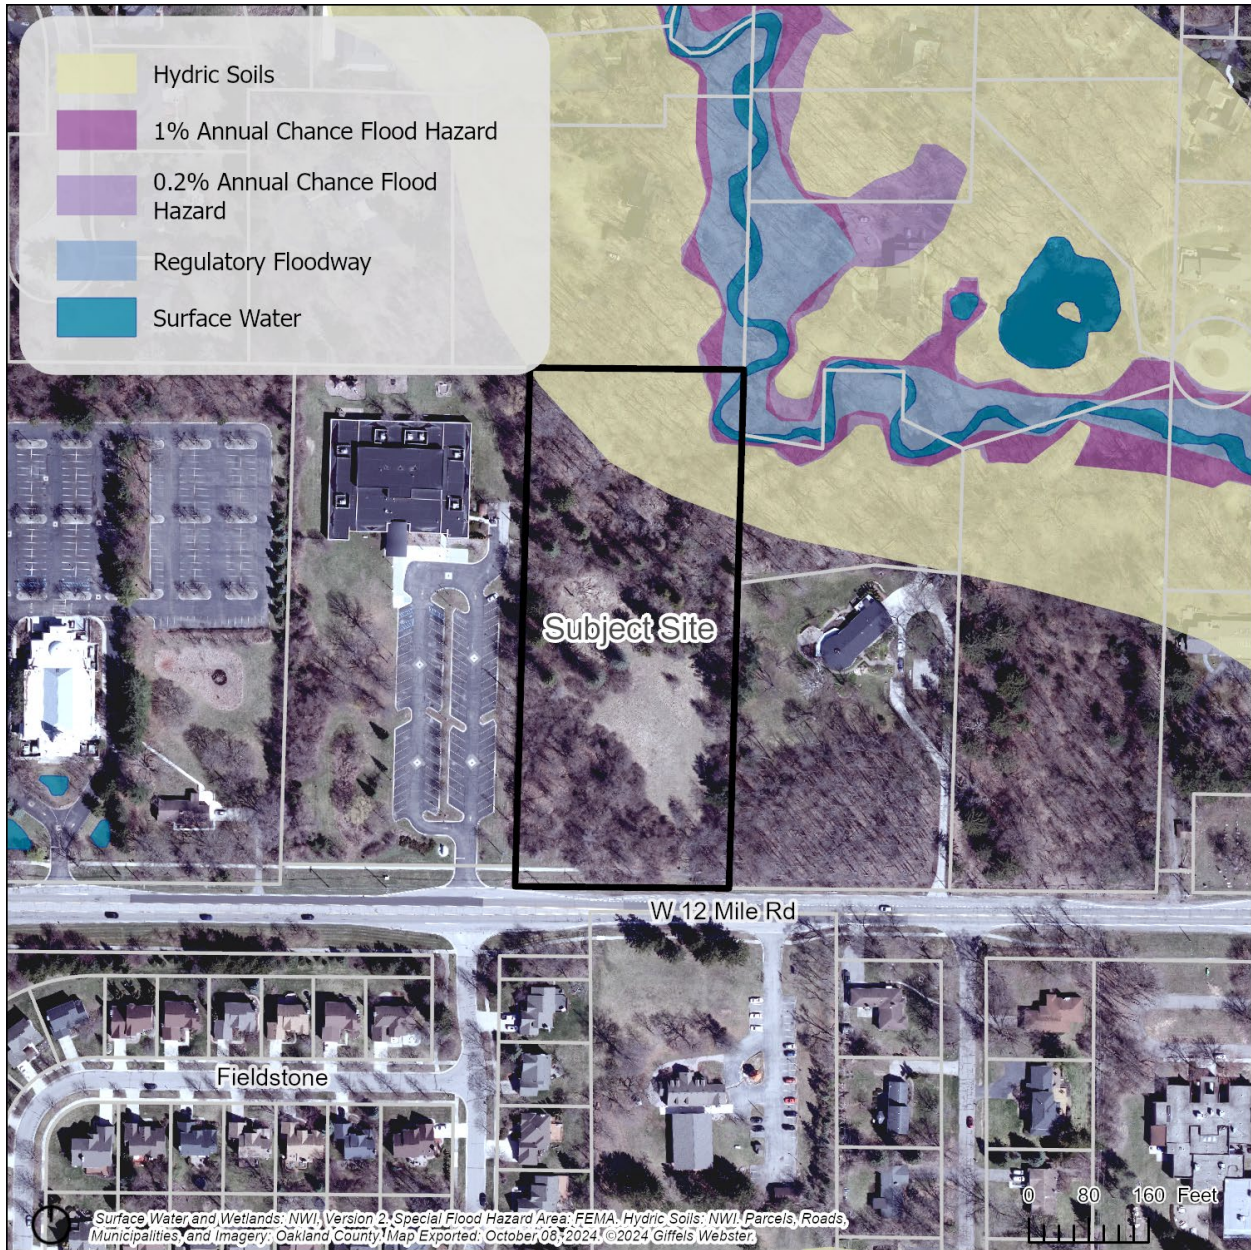 Hydric Soils
1% Annual Chance Flood Hazard
0.2% Annual Chance Flood
Hazard
Regulatory Floodway
Surface Water
Subject Site
W 12 Mile Rd
Fieldstone
0 80 160 Feet
Surface Water and Wetlands: NWI, Version 2. Special Flood Hazard Area: FEMA. Hydric Soils: NWI. Parcels, Roads,
Municipalities, and Imagery: Oakland County. Map Exported: October 08, 2024. ©2024 Giffels Webster.